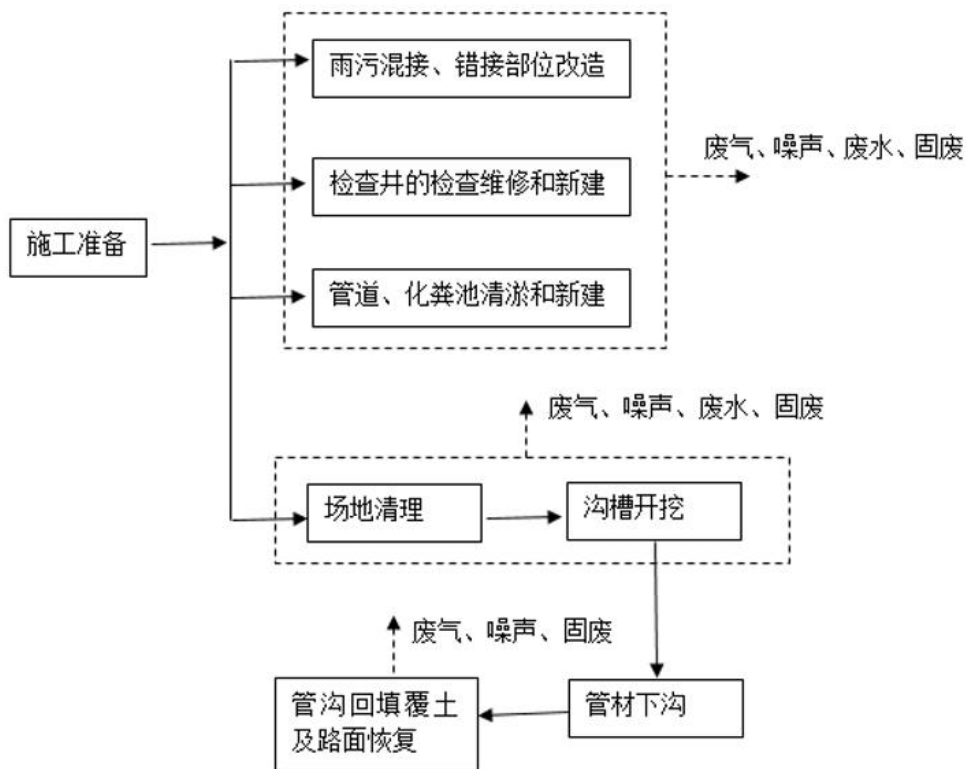 雨污混接、错接部位改造
废气、噪声、废水、固废
检查井的检查维修和新建
施工准备
管道、化粪池清淤和新建
废气、噪声、废水、固废
场地清理
沟槽开挖
废气、噪声、固废
管沟回填覆土
及路面恢复
管材下沟